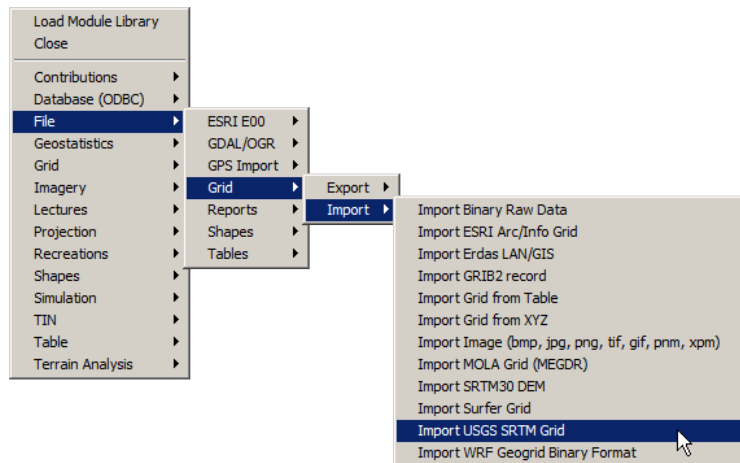 Load Module Library
Close
Contributions
Database (ODBC)
File
Geostatistics
Grid
Imagery
Lectures
Projection
Recreations
Shapes
Simulation
TIN
Table
Terrain Analysis
ESRI E00
GDAL/OGR
GPS Import
Grid
Reports
Shapes
Tables
Export
Import
Import Binary Raw Data
Import ESRI Arc/Info Grid
Import Erdas LAN/GIS
Import GRIB2 record
Import Grid from Table
Import Grid from XYZ
Import Image (bmp, jpg, png, tif, gif, pnm, xpm)
Import MOLA Grid (MEGDR)
Import SRTM30 DEM
Import Surfer Grid
Import USGS SRTM Grid
Import WRF Geogrid Binary Format